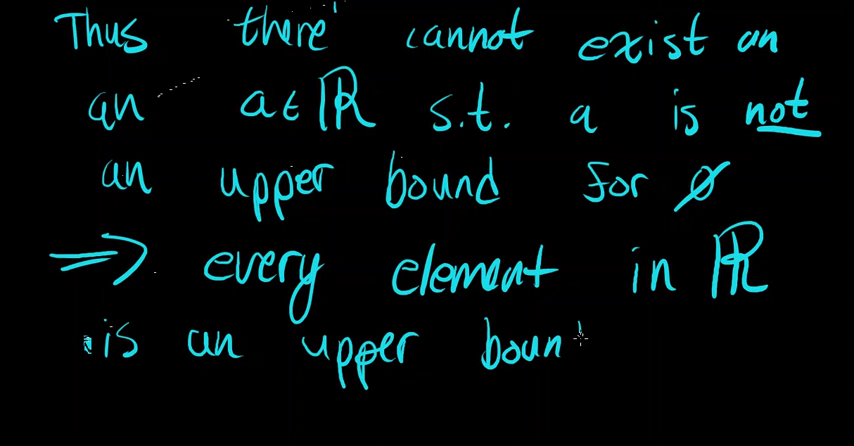 Thus there cannot exist an
an a ∈ ℝ s.t. a is not
an upper bound for ∅
⟹ every element in ℝ
is an upper boun